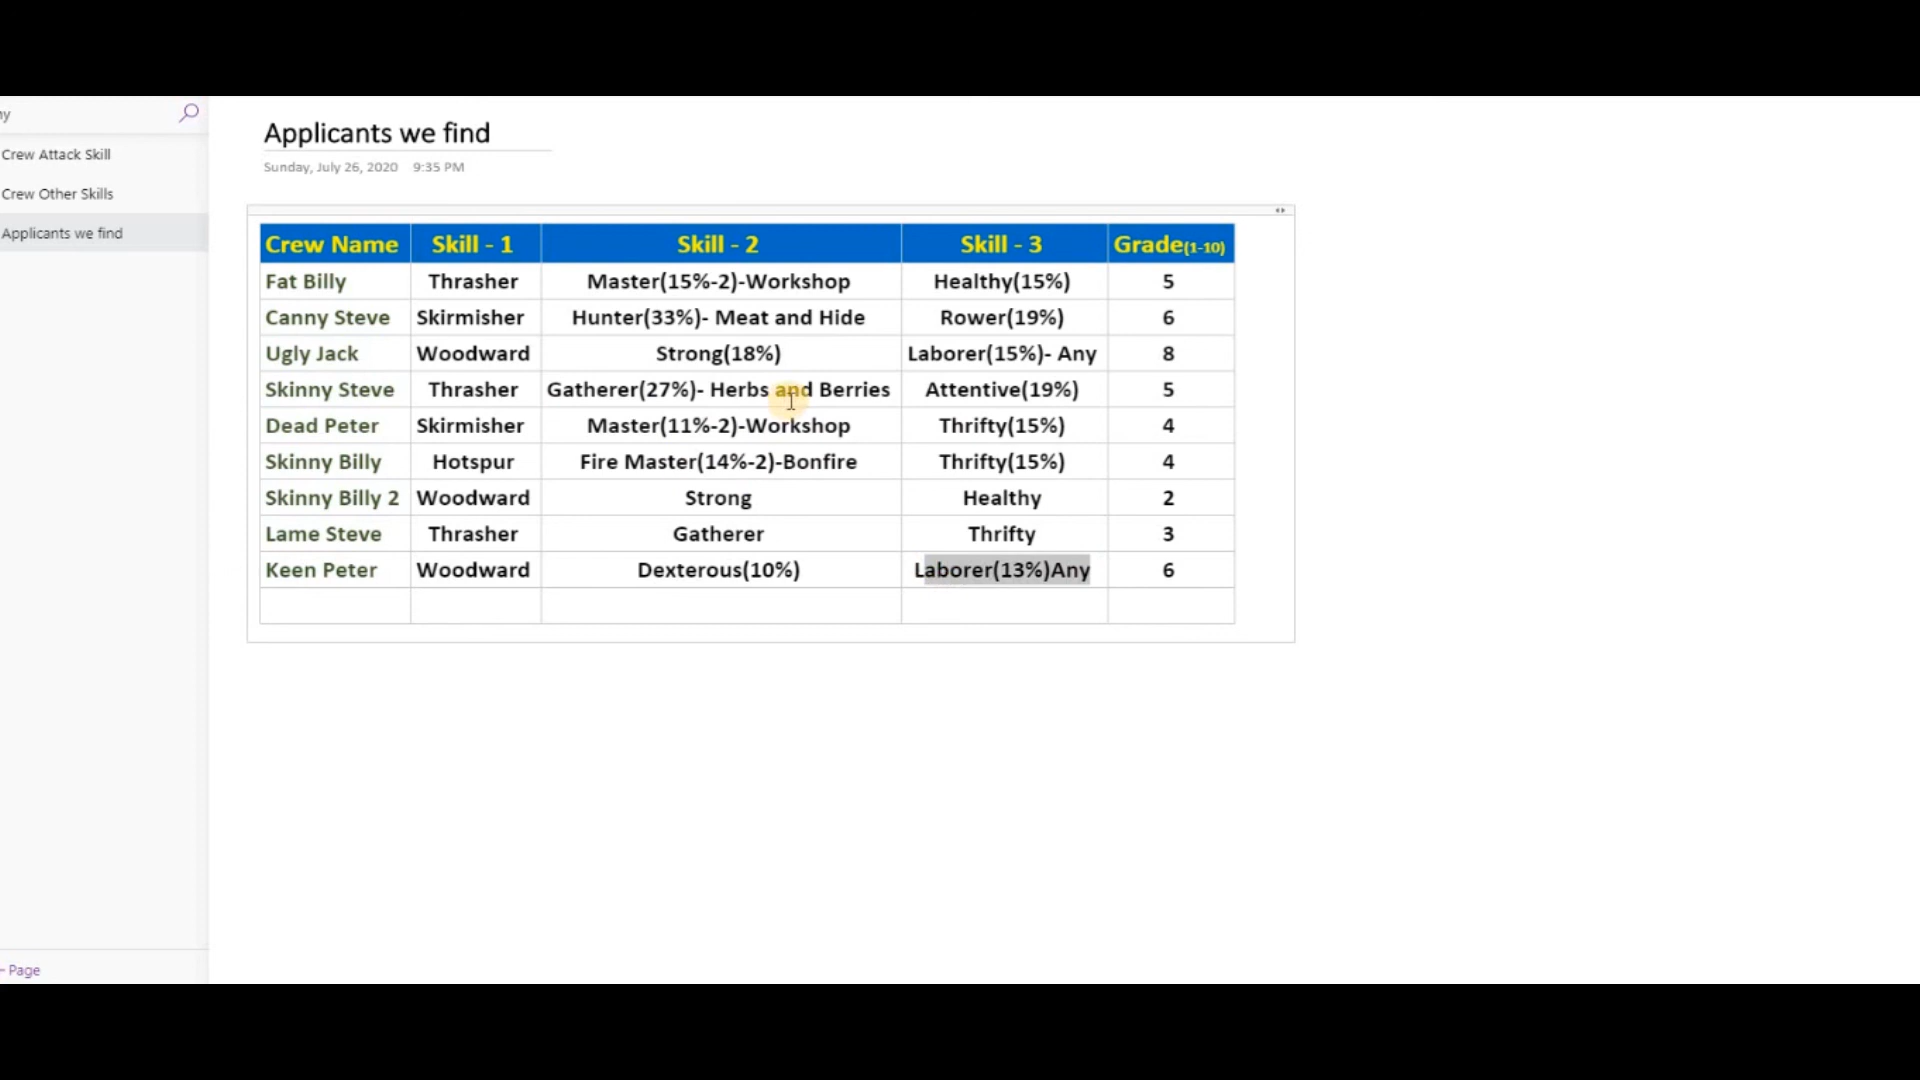 ny
Crew Attack Skill
Crew Other Skills
Applicants we find
Page
Applicants we find
Sunday, July 26, 2020 9:35 PM
Crew Name Skill - 1 Skill - 2 Skill - 3 Grade(1-10)
Fat Billy Thrasher Master(15%-2)-Workshop Healthy(15%) 5
Canny Steve Skirmisher Hunter(33%)- Meat and Hide Rower(19%) 6
Ugly Jack Woodward Strong(18%) Laborer(15%)- Any 8
Skinny Steve Thrasher Gatherer(27%)- Herbs and Berries Attentive(19%) 5
Dead Peter Skirmisher Master(11%-2)-Workshop Thrifty(15%) 4
Skinny Billy Hotspur Fire Master(14%-2)-Bonfire Thrifty(15%) 4
Skinny Billy 2 Woodward Strong Healthy 2
Lame Steve Thrasher Gatherer Thrifty 3
Keen Peter Woodward Dexterous(10%) Laborer(13%)Any 6